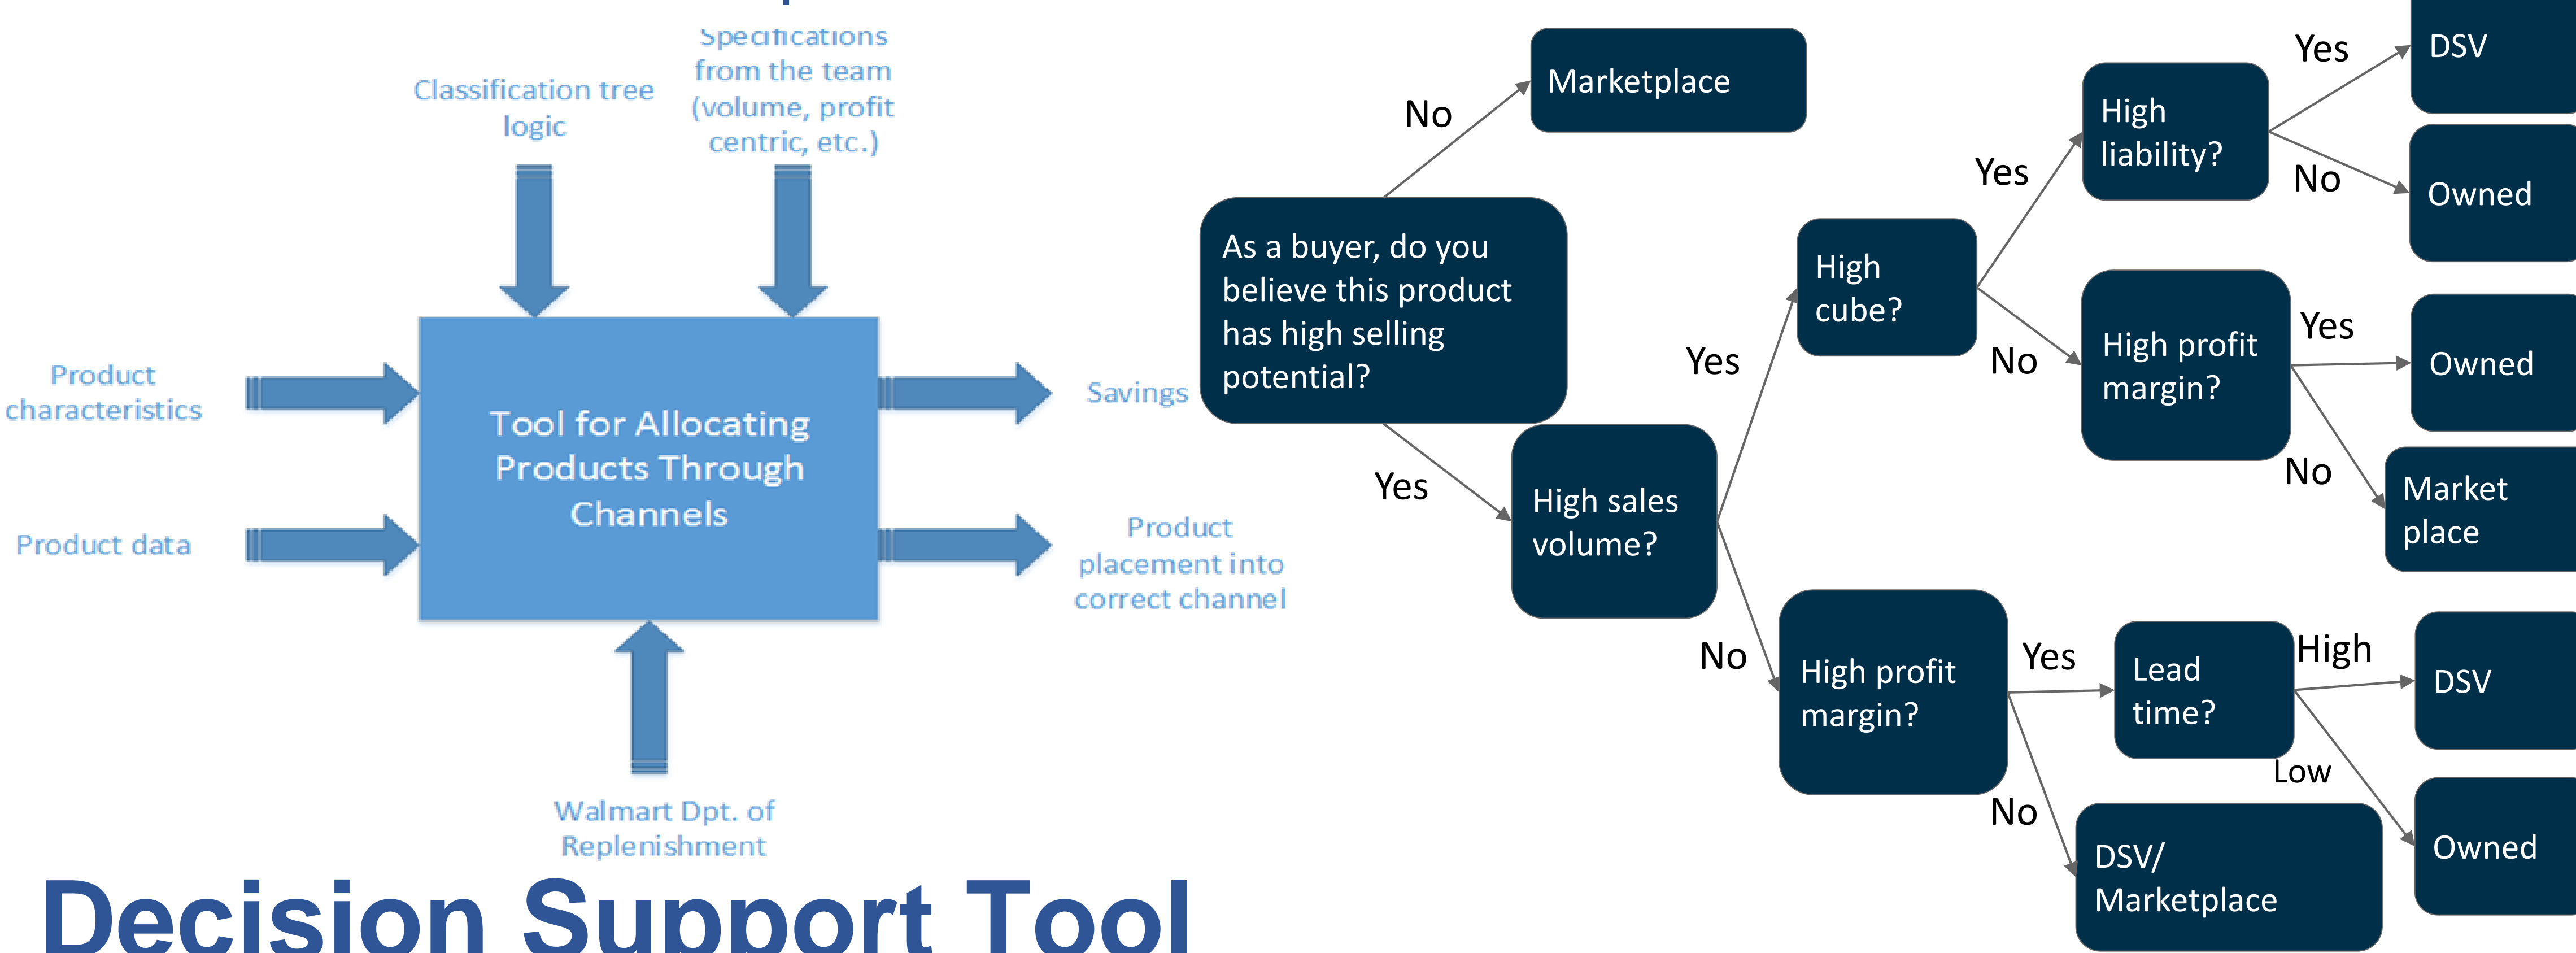 Specifications
from the team
(volume, profit
centric, etc.)
Classification tree
logic
Product
characteristics
Product data
Tool for Allocating
Products Through
Channels
Savings
Product
placement into
correct channel
Walmart Dpt. of
Replenishment
Decision Support Tool
As a buyer, do you
believe this product
has high selling
potential?
No
Marketplace
Yes
High sales
volume?
Yes
High
cube?
Yes
High
liability?
Yes
DSV
No
Owned
No
High profit
margin?
Yes
Owned
No
Market
place
No
High profit
margin?
Yes
Lead
time?
High
DSV
Low
Owned
No
DSV/
Marketplace